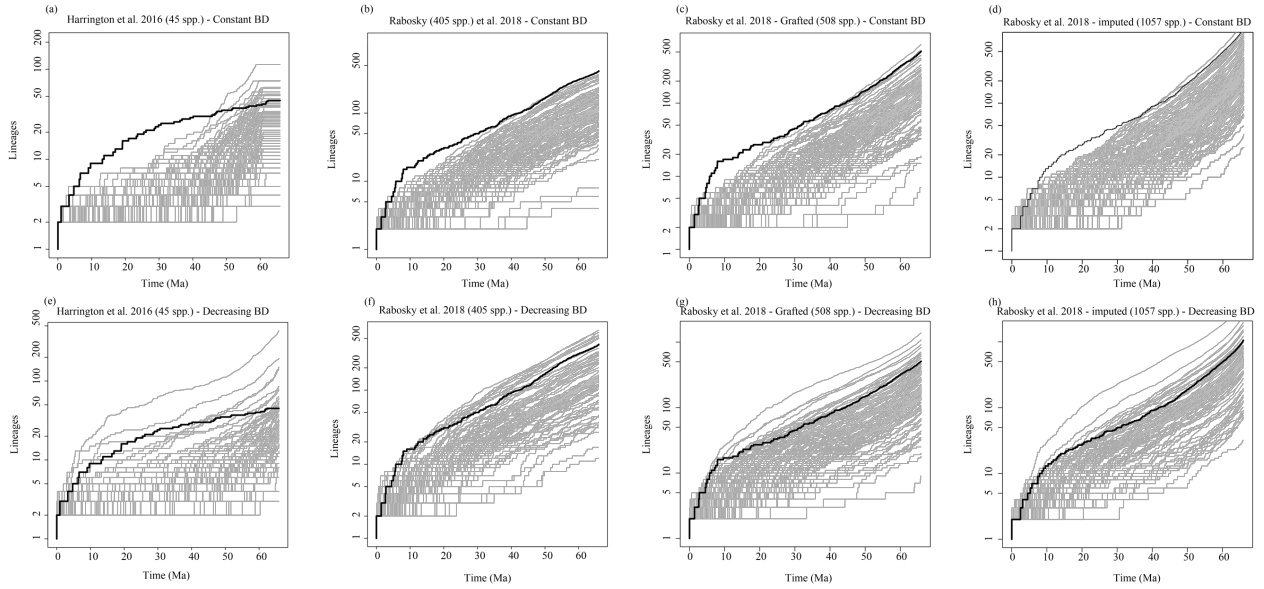 (a)
Harrington et al. 2016 (45 spp.) - Constant BD
200
100
50
20
10
5
2
1
Lineages
0 10 20 30 40 50 60
Time (Ma)
(b)
Rabosky (405 spp.) et al. 2018 - Constant BD
500
100
50
20
10
5
2
1
Lineages
0 10 20 30 40 50 60
Time (Ma)
(c)
Rabosky et al. 2018 - Grafted (508 spp.) - Constant BD
500
200
100
50
20
10
5
2
1
Lineages
0 10 20 30 40 50 60
Time (Ma)
(d)
Rabosky et al. 2018 - imputed (1057 spp.) - Constant BD
500
100
50
20
10
5
2
1
Lineages
0 10 20 30 40 50 60
Time (Ma)
(e)
Harrington et al. 2016 (45 spp.) - Decreasing BD
500
200
100
50
20
10
5
2
1
Lineages
0 10 20 30 40 50 60
Time (Ma)
(f)
Rabosky et al. 2018 (405 spp.) - Decreasing BD
500
200
100
50
20
10
5
2
1
Lineages
0 10 20 30 40 50 60
Time (Ma)
(g)
Rabosky et al. 2018 - Grafted (508 spp.) - Decreasing BD
500
100
50
10
5
1
Lineages
0 10 20 30 40 50 60
Time (Ma)
(h)
Rabosky et al. 2018 - imputed (1057 spp.) - Decreasing BD
500
100
50
10
5
1
Lineages
0 10 20 30 40 50 60
Time (Ma)